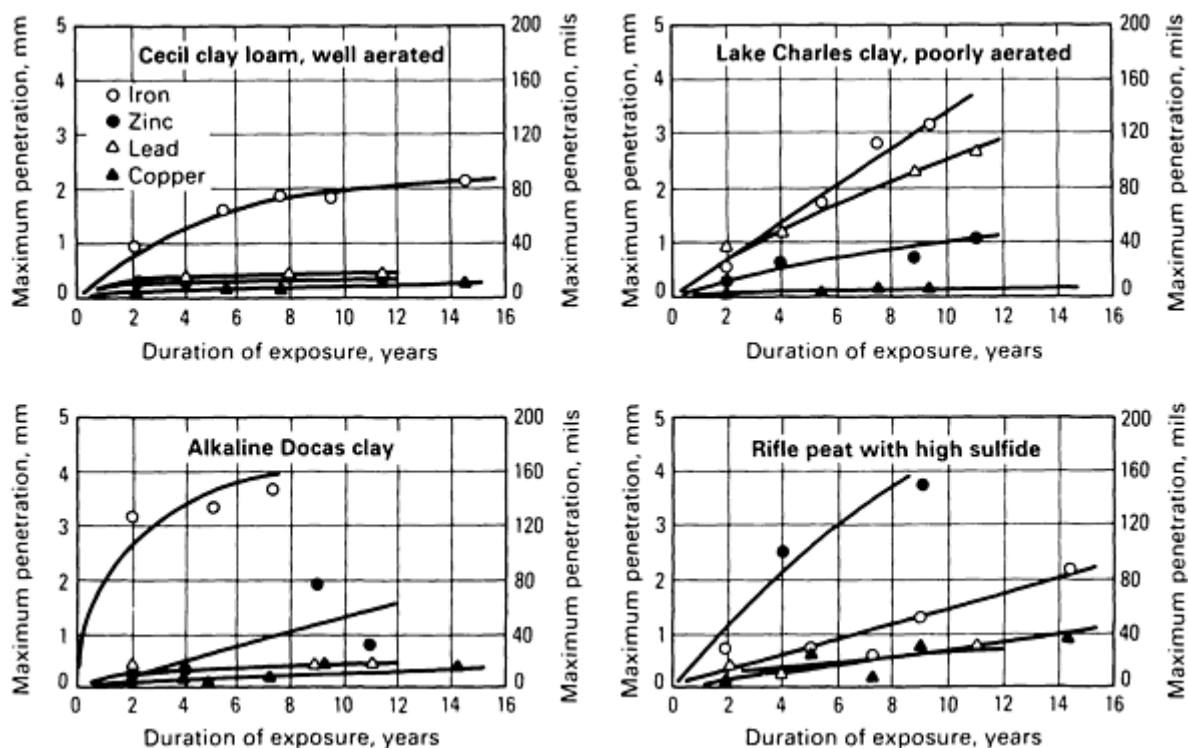 Cecil clay loam, well aerated
Iron
Zinc
Lead
Copper
Maximum penetration, mm
5
4
3
2
1
0
Maximum penetration, mils
200
160
120
80
40
0
0 2 4 6 8 10 12 14 16
Duration of exposure, years
Lake Charles clay, poorly aerated
Maximum penetration, mm
5
4
3
2
1
0
Maximum penetration, mils
200
160
120
80
40
0
0 2 4 6 8 10 12 14 16
Duration of exposure, years
Alkaline Docas clay
Maximum penetration, mm
5
4
3
2
1
0
Maximum penetration, mils
200
160
120
80
40
0
0 2 4 6 8 10 12 14 16
Duration of exposure, years
Rifle peat with high sulfide
Maximum penetration, mm
5
4
3
2
1
0
Maximum penetration, mils
200
160
120
80
40
0
0 2 4 6 8 10 12 14 16
Duration of exposure, years